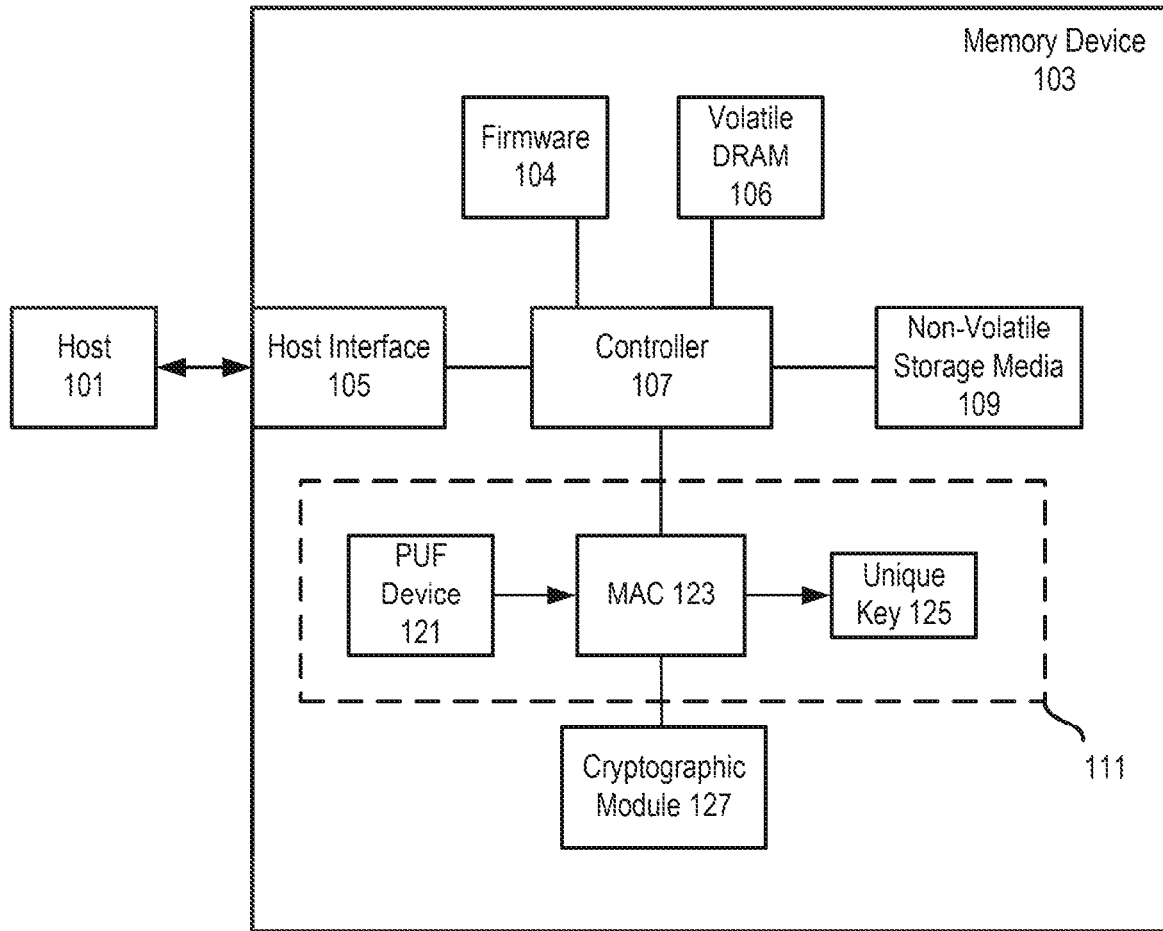 Memory Device
103
Firmware
104
Volatile
DRAM
106
Host
101
Host Interface
105
Controller
107
Non-Volatile
Storage Media
109
PUF
Device
121
MAC 123
Unique
Key 125
Cryptographic
Module 127
111